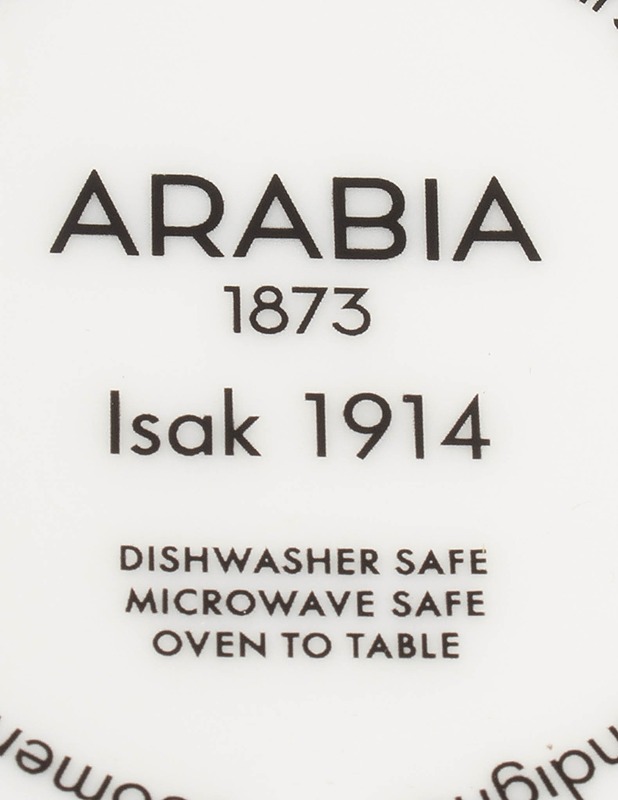 ARABIA
1873
Isak 1914
DISHWASHER SAFE
MICROWAVE SAFE
OVEN TO TABLE